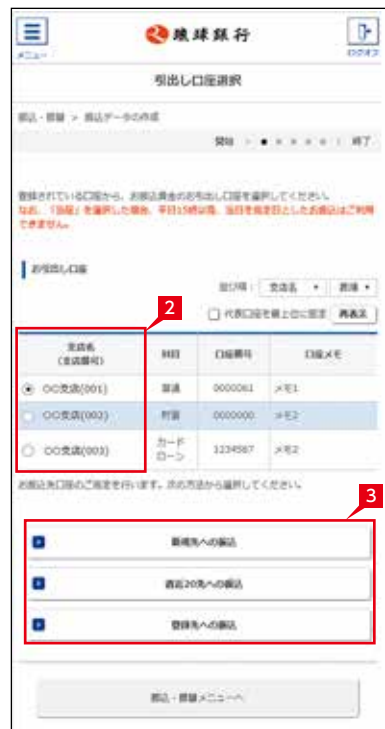 メニュー
琉球銀行
ログオフ
引出し口座選択
振込・振替 > 振込データの作成
開始 終了
登録されている口座から、お振込資金のお引出し口座を選択してください。
なお、「当座」を選択した場合、平日15時以降、当日を指定日としたお振込はご利用
できません。
お引出し口座
2
並び順： 支店名 昇順
代表口座を最上位に固定 再表示
支店名
(支店番号)
科目
口座番号
口座メモ
〇〇支店(001) 普通 0000061 メモ1
〇〇支店(002) 貯蓄 0000000 メモ2
〇〇支店(003) カード
ローン 1234567 メモ2
お振込先口座のご指定を行います。次の方法から選択してください。
3
新規先への振込
直近20先への振込
登録先への振込
振込・振替メニューへ